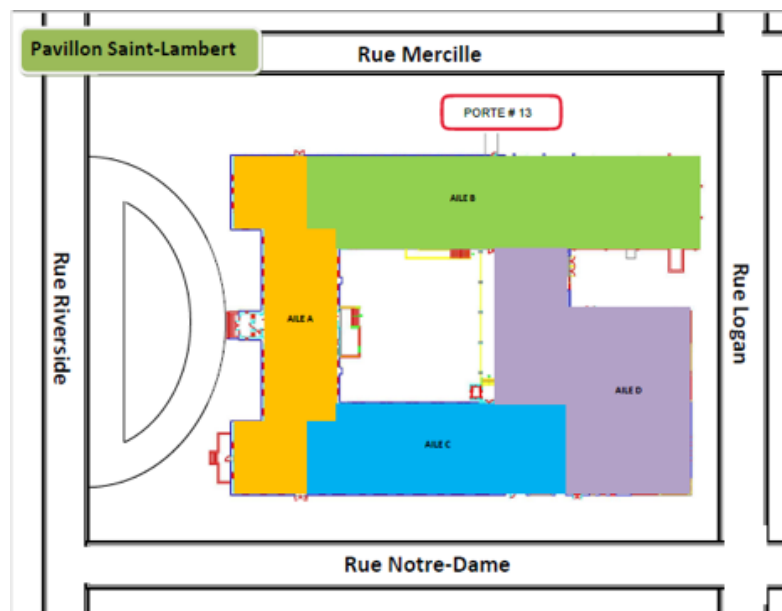 Pavillon Saint-Lambert
Rue Mercille
PORTE # 13
AILE B
Rue Riverside
AILE A
Rue Logan
AILE D
AILE C
Rue Notre-Dame